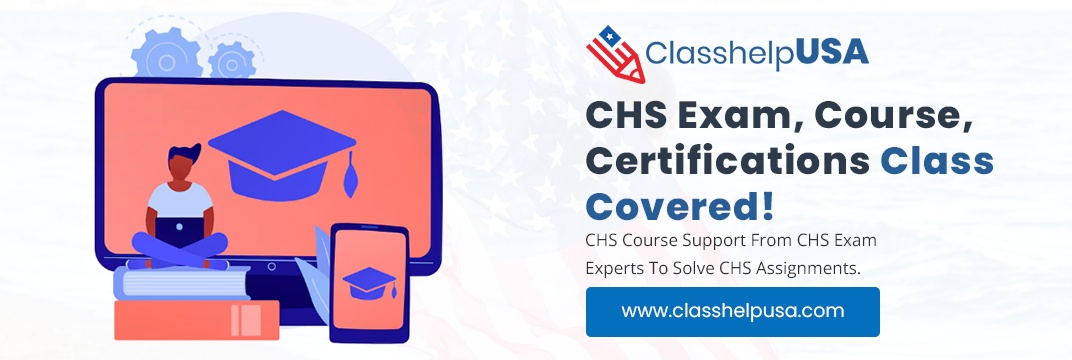 ClasshelpUSA
CHS Exam, Course,
Certifications Class
Covered!
CHS Course Support From CHS Exam
Experts To Solve CHS Assignments.
www.classhelpusa.com